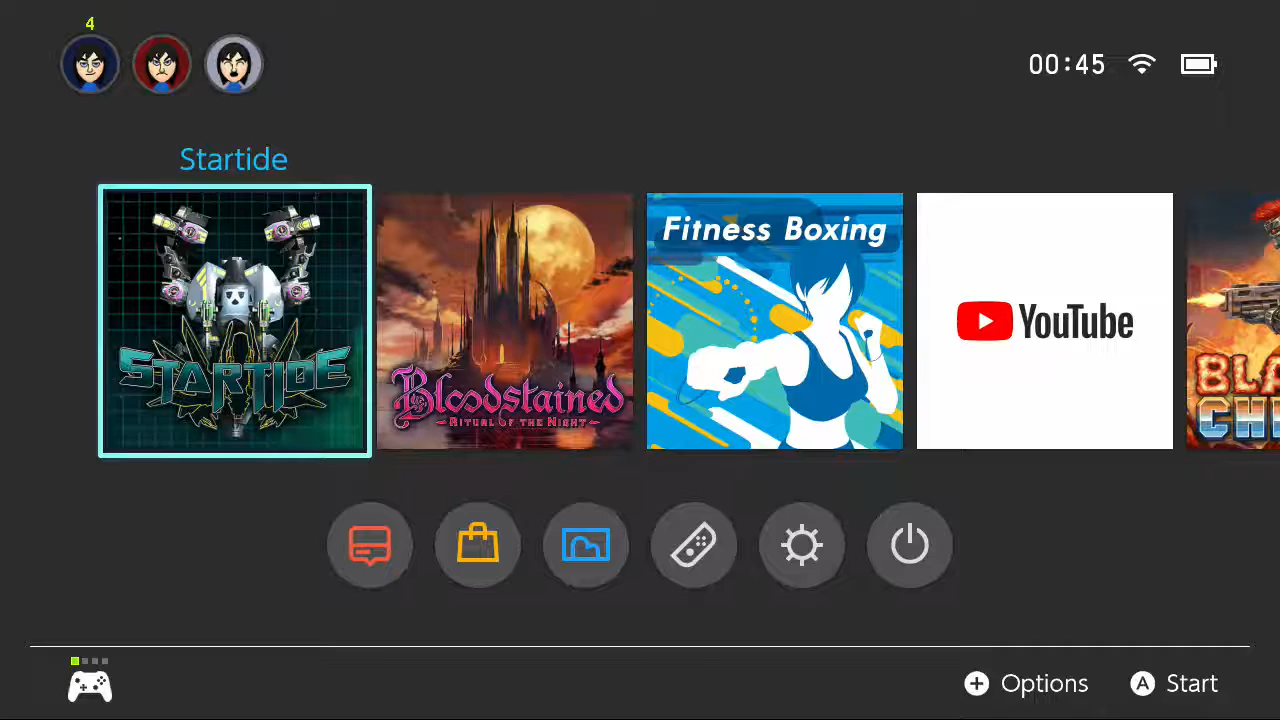 4
00:45
Startide
STARTIDE
Bloodstained
RITUAL OF THE NIGHT
Fitness Boxing
YouTube
Options
A
Start